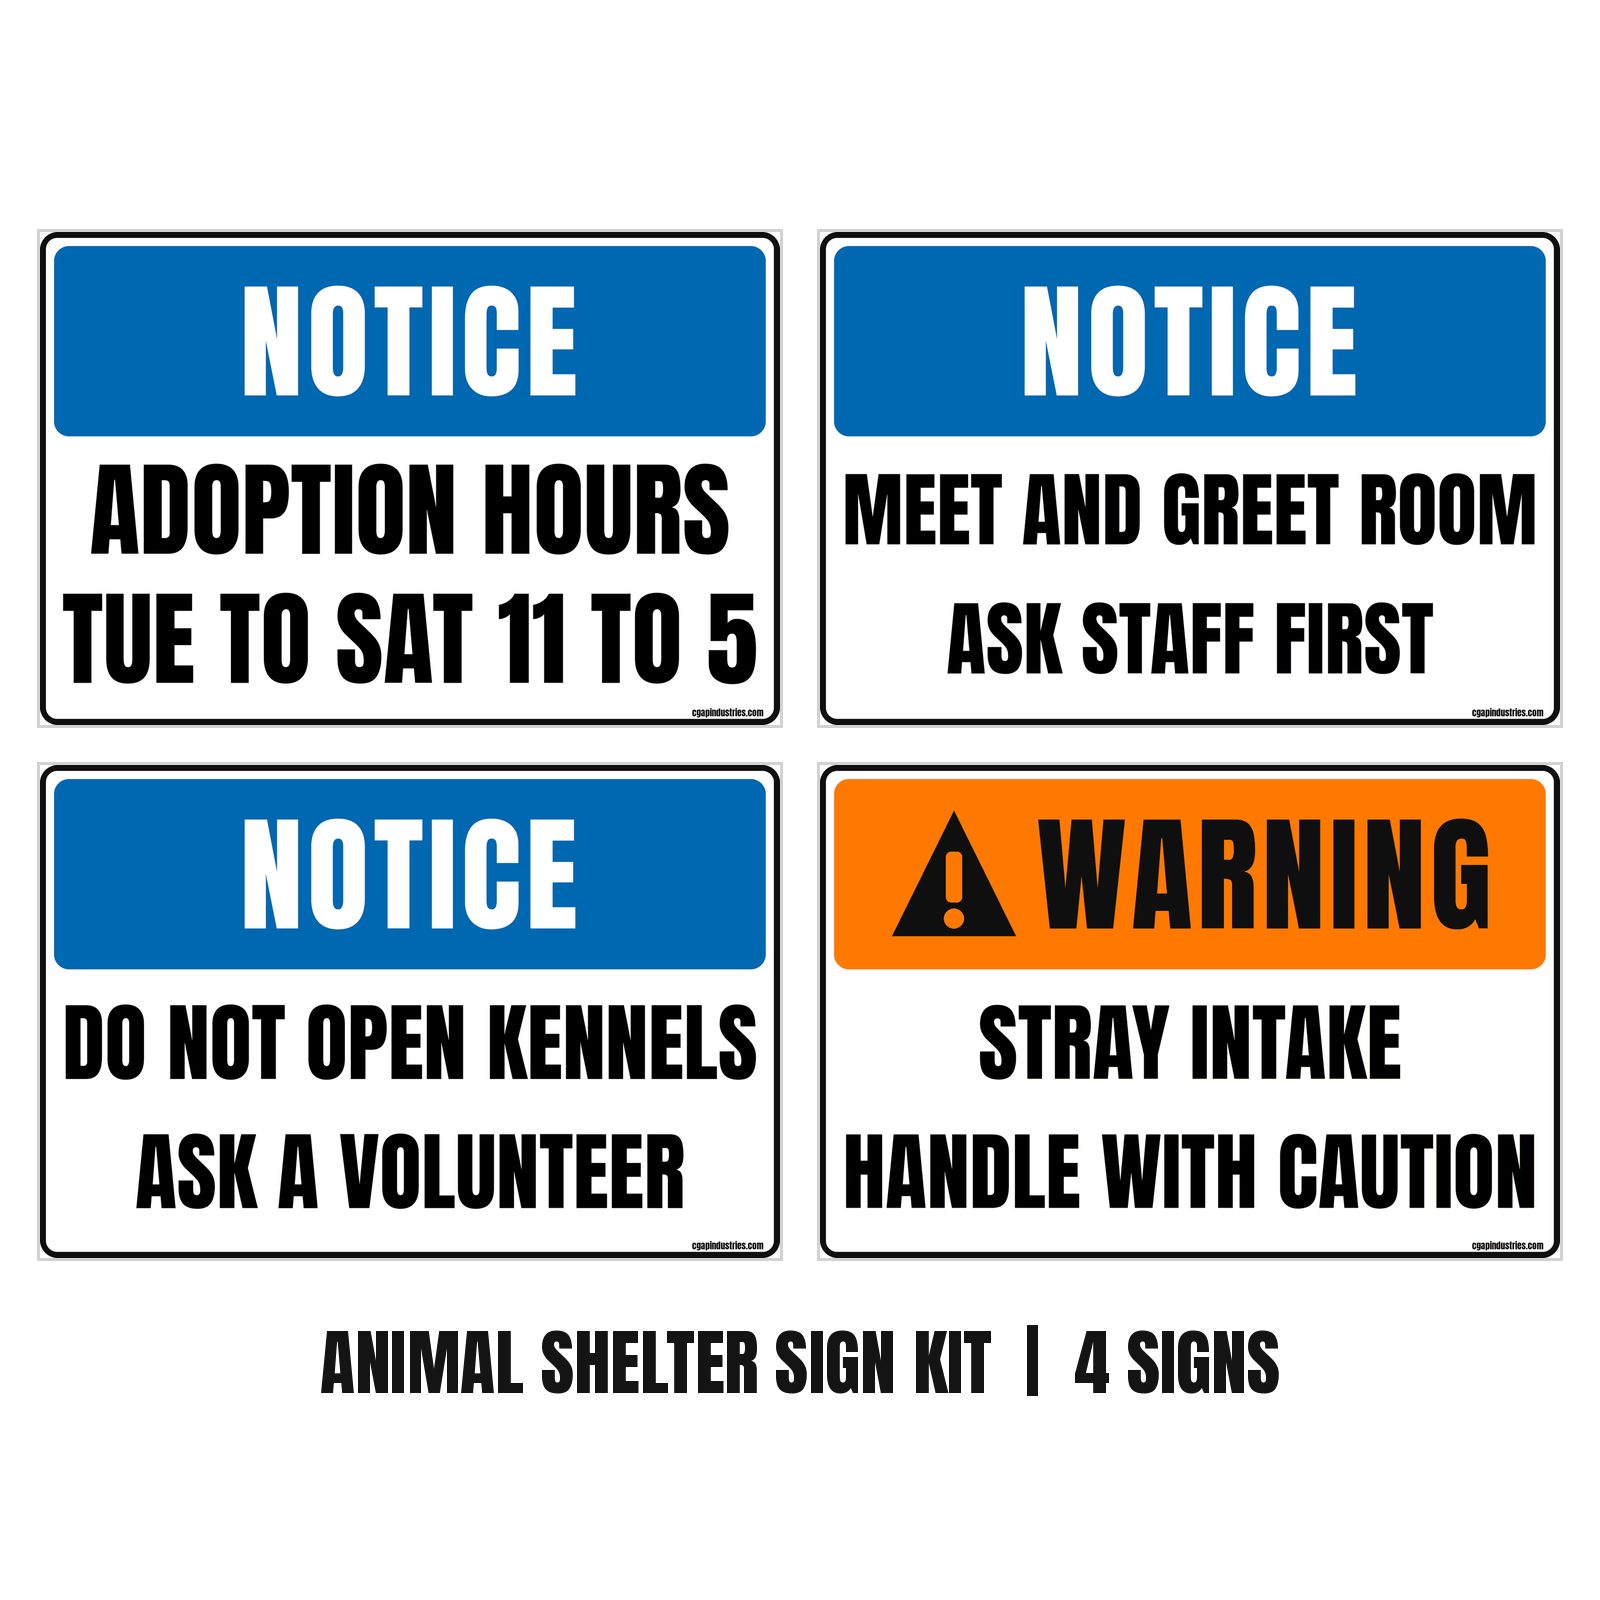 NOTICE
ADOPTION HOURS
TUE TO SAT 11 TO 5
cgapindustries.com
NOTICE
MEET AND GREET ROOM
ASK STAFF FIRST
cgapindustries.com
NOTICE
DO NOT OPEN KENNELS
ASK A VOLUNTEER
cgapindustries.com
WARNING
STRAY INTAKE
HANDLE WITH CAUTION
cgapindustries.com
ANIMAL SHELTER SIGN KIT | 4 SIGNS